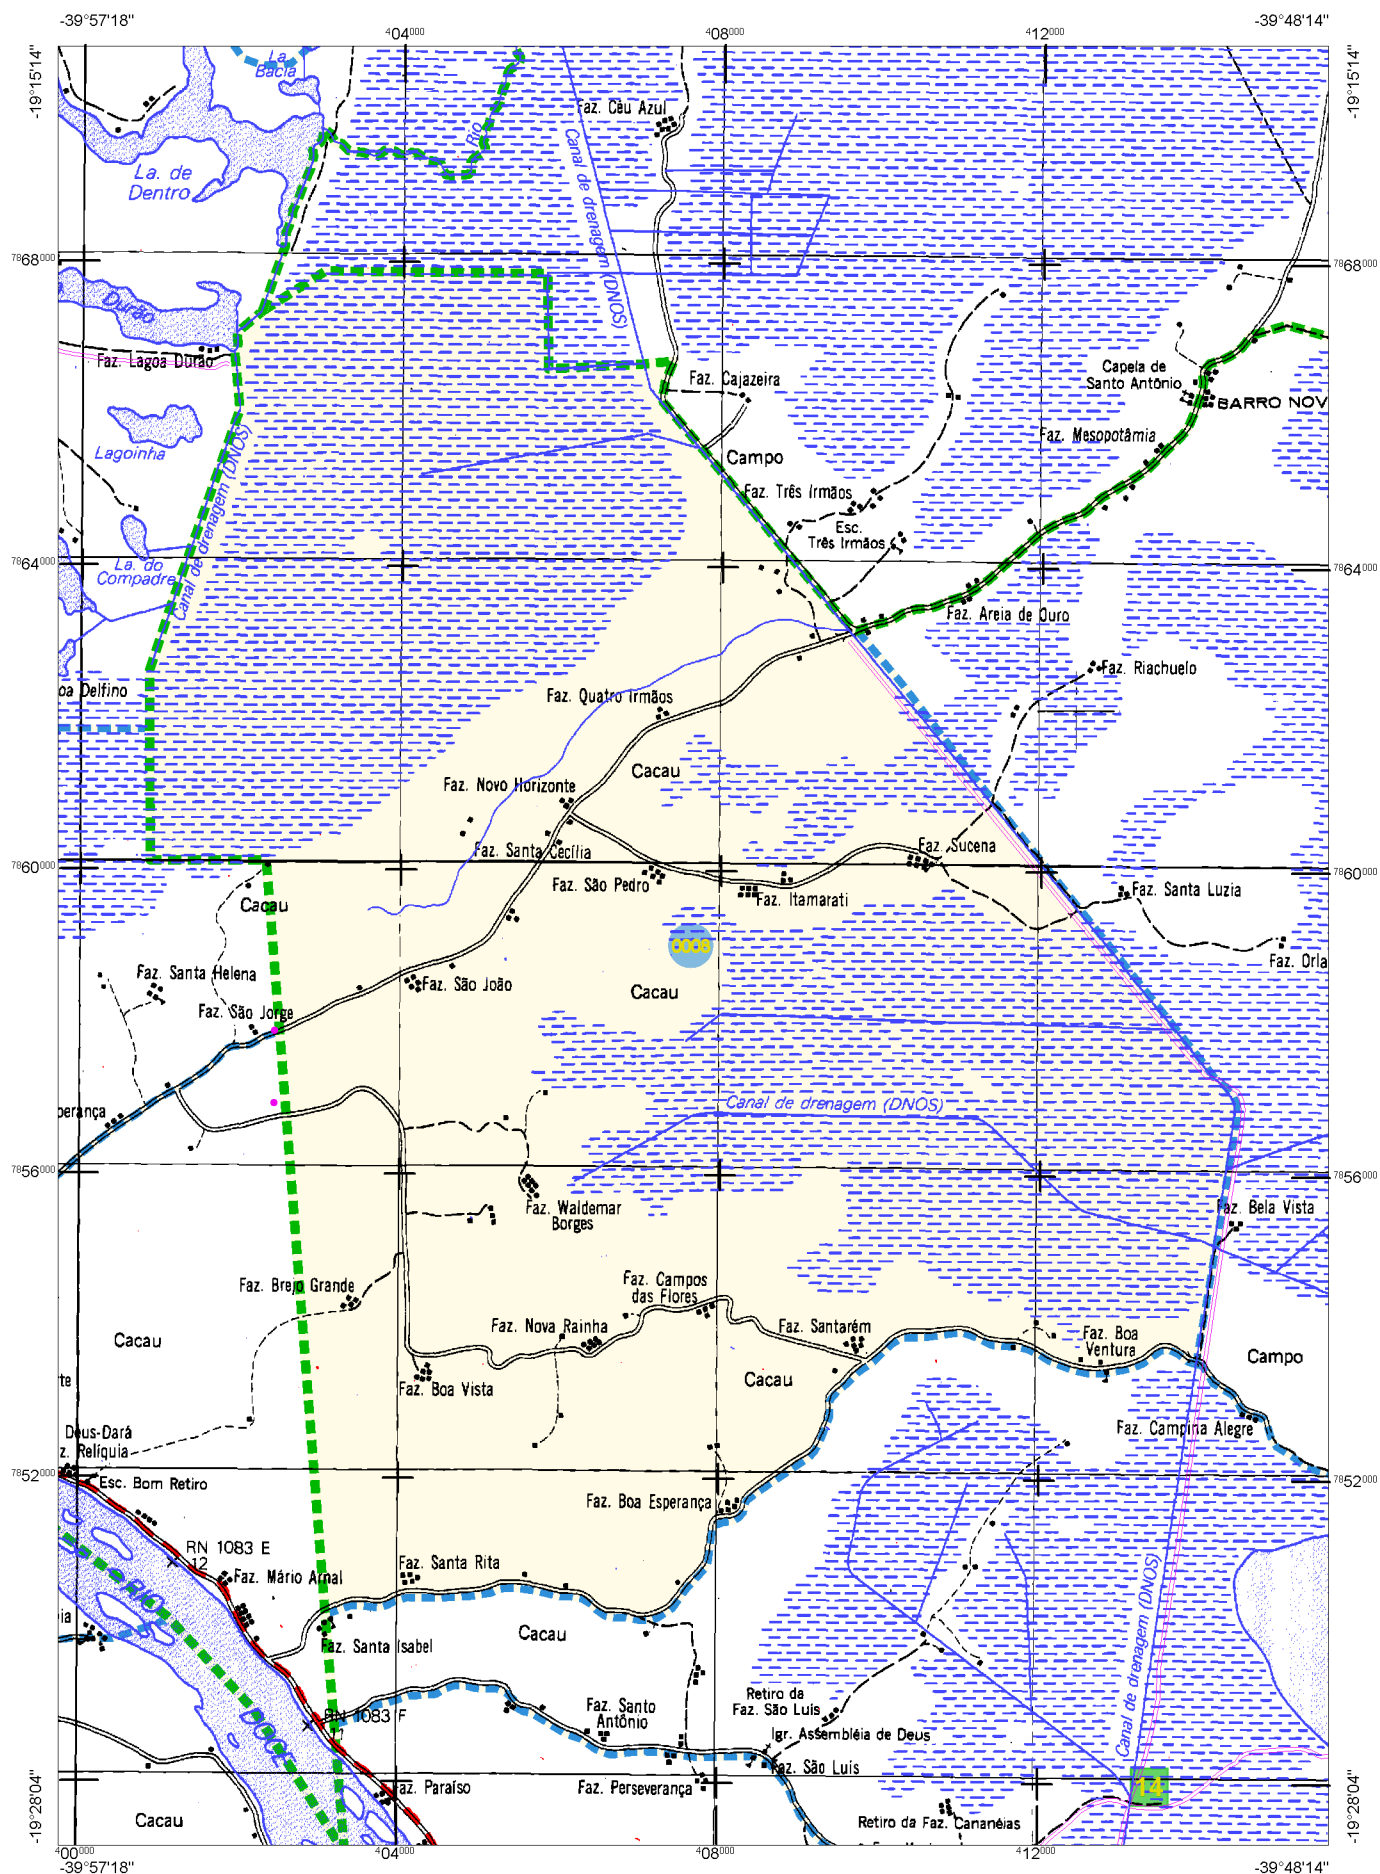 -39°57'18"
-39°48'14"
404000
408000
412000
-19°15'14"
-19°15'14"
La.
Bacia
Faz. Céu Azul
Rio
Canal de drenagem (DNOS)
La. de
Dentro
7868000
7868000
Durão
Faz. Lagoa Durão
Faz. Cajazeira
Capela de
Santo Antônio
BARRO NOV
Faz. Mesopotâmia
Lagoinha
Campo
Canal de drenagem (DNOS)
Faz. Três Irmãos
Esc.
Três Irmãos
7864000
7864000
La. do
Compadre
Faz. Areia de Ouro
oa Delfino
Faz. Riachuelo
Faz. Quatro Irmãos
Cacau
Faz. Novo Horizonte
Faz. Santa Cecília
Faz. Sucena
7860000
7860000
Faz. São Pedro
Faz. Itamarati
Faz. Santa Luzia
Cacau
0006
Faz. Orla
Faz. Santa Helena
Faz. São João
Cacau
Faz. São Jorge
perança
Canal de drenagem (DNOS)
7856000
7856000
Faz. Waldemar
Borges
Faz. Bela Vista
Faz. Brejo Grande
Faz. Campos
das Flores
Faz. Nova Rainha
Faz. Santarém
Faz. Boa
Ventura
Cacau
Campo
Faz. Boa Vista
Cacau
rte
Faz. Campina Alegre
Deus-Dará
z. Relíquia
Esc. Bom Retiro
7852000
7852000
Faz. Boa Esperança
RN 1083 E
12
Faz. Mário Arnal
Faz. Santa Rita
RIO
Canal de drenagem (DNOS)
ia
Faz. Santa Isabel
Cacau
RN 1083 F
DOCE
Faz. Santo
Antônio
Retiro da
Faz. São Luís
Igr. Assembléia de Deus
Faz. São Luís
Faz. Paraíso
Faz. Perseverança
14
Cacau
Retiro da Faz. Cananéias
-19°28'04"
-19°28'04"
400000
404000
408000
412000
-39°57'18"
-39°48'14"